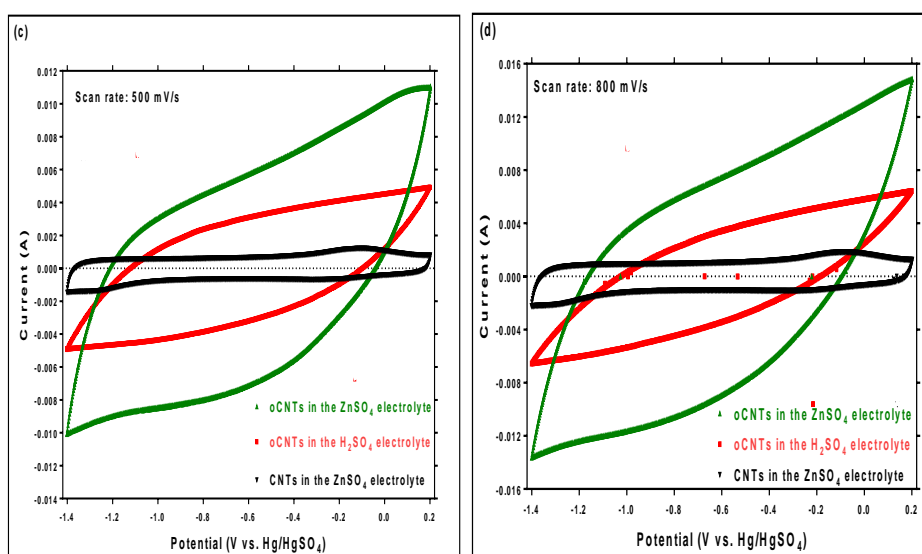 (c)
Scan rate: 500 mV/s
0.012
0.010
0.008
0.006
0.004
0.002
0.000
-0.002
-0.004
-0.006
-0.008
-0.010
-0.012
-0.014
Current (A)
oCNTs in the ZnSO₄ electrolyte
oCNTs in the H₂SO₄ electrolyte
CNTs in the ZnSO₄ electrolyte
-1.4 -1.2 -1.0 -0.8 -0.6 -0.4 -0.2 0.0 0.2
Potential (V vs. Hg/HgSO₄)
(d)
Scan rate: 800 mV/s
0.016
0.012
0.008
0.004
0.000
-0.004
-0.008
-0.012
-0.016
Current (A)
oCNTs in the ZnSO₄ electrolyte
oCNTs in the H₂SO₄ electrolyte
CNTs in the ZnSO₄ electrolyte
-1.4 -1.2 -1.0 -0.8 -0.6 -0.4 -0.2 0.0 0.2
Potential (V vs. Hg/HgSO₄)